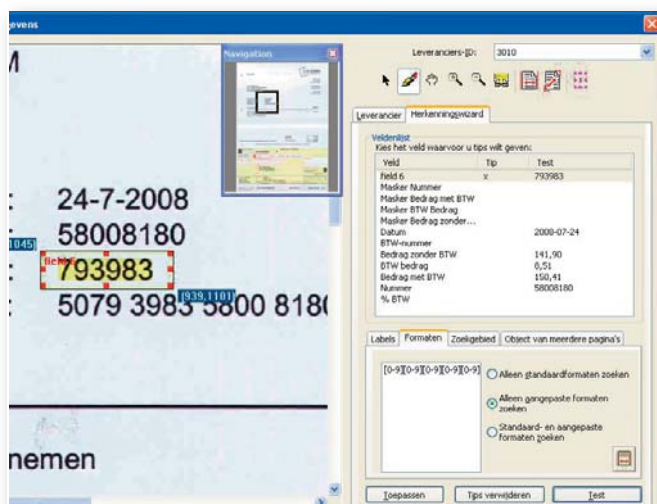 gevens
M
Navigation
: 24-7-2008
: 58008180
1045]
field 6
: 793983
: 5079 3983 5800 8180
[939,1101]
nemen
Leveranciers-ID: 3010
Leverancier Herkenningswizard
Veldenlijst
Kies het veld waarvoor u tips wilt geven:
Veld Tip Test
field 6 x 793983
Masker Nummer
Masker Bedrag met BTW
Masker BTW Bedrag
Masker Bedrag zonder...
Datum 2008-07-24
BTW-nummer
Bedrag zonder BTW 141,90
BTW bedrag 8,51
Bedrag met BTW 150,41
Nummer 58008180
% BTW
Labels Formaten Zoekgebied Object van meerdere pagina's
[0-9][0-9][0-9][0-9][0-9]
Alleen standaardformaten zoeken
Alleen aangepaste formaten
zoeken
Standaard- en aangepaste
formaten zoeken
Toepassen Tips verwijderen Test